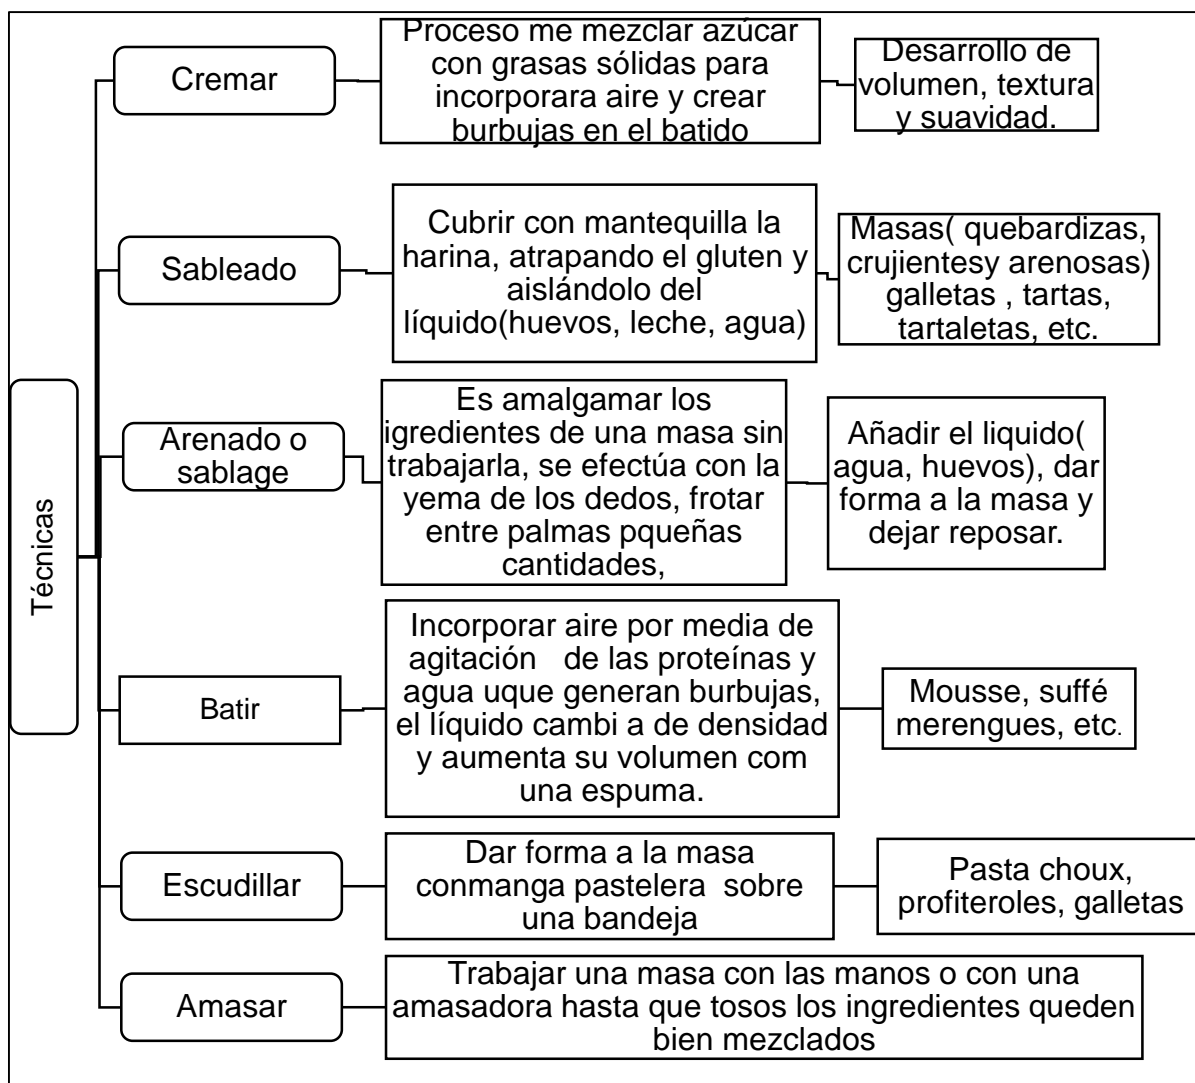 Técnicas
Cremar
Proceso me mezclar azúcar
con grasas sólidas para
incorporara aire y crear
burbujas en el batido
Desarrollo de
volumen, textura
y suavidad.
Sableado
Cubrir con mantequilla la
harina, atrapando el gluten y
aislándolo del
líquido(huevos, leche, agua)
Masas( quebardizas,
crujientesy arenosas)
galletas , tartas,
tartaletas, etc.
Arenado o
sablage
Es amalgamar los
igredientes de una masa sin
trabajarla, se efectúa con la
yema de los dedos, frotar
entre palmas pqueñas
cantidades,
Añadir el liquido(
agua, huevos), dar
forma a la masa y
dejar reposar.
Batir
Incorporar aire por media de
agitación de las proteínas y
agua uque generan burbujas,
el líquido cambi a de densidad
y aumenta su volumen com
una espuma.
Mousse, suffé
merengues, etc.
Escudillar
Dar forma a la masa
conmanga pastelera sobre
una bandeja
Pasta choux,
profiteroles, galletas
Amasar
Trabajar una masa con las manos o con una
amasadora hasta que tosos los ingredientes queden
bien mezclados